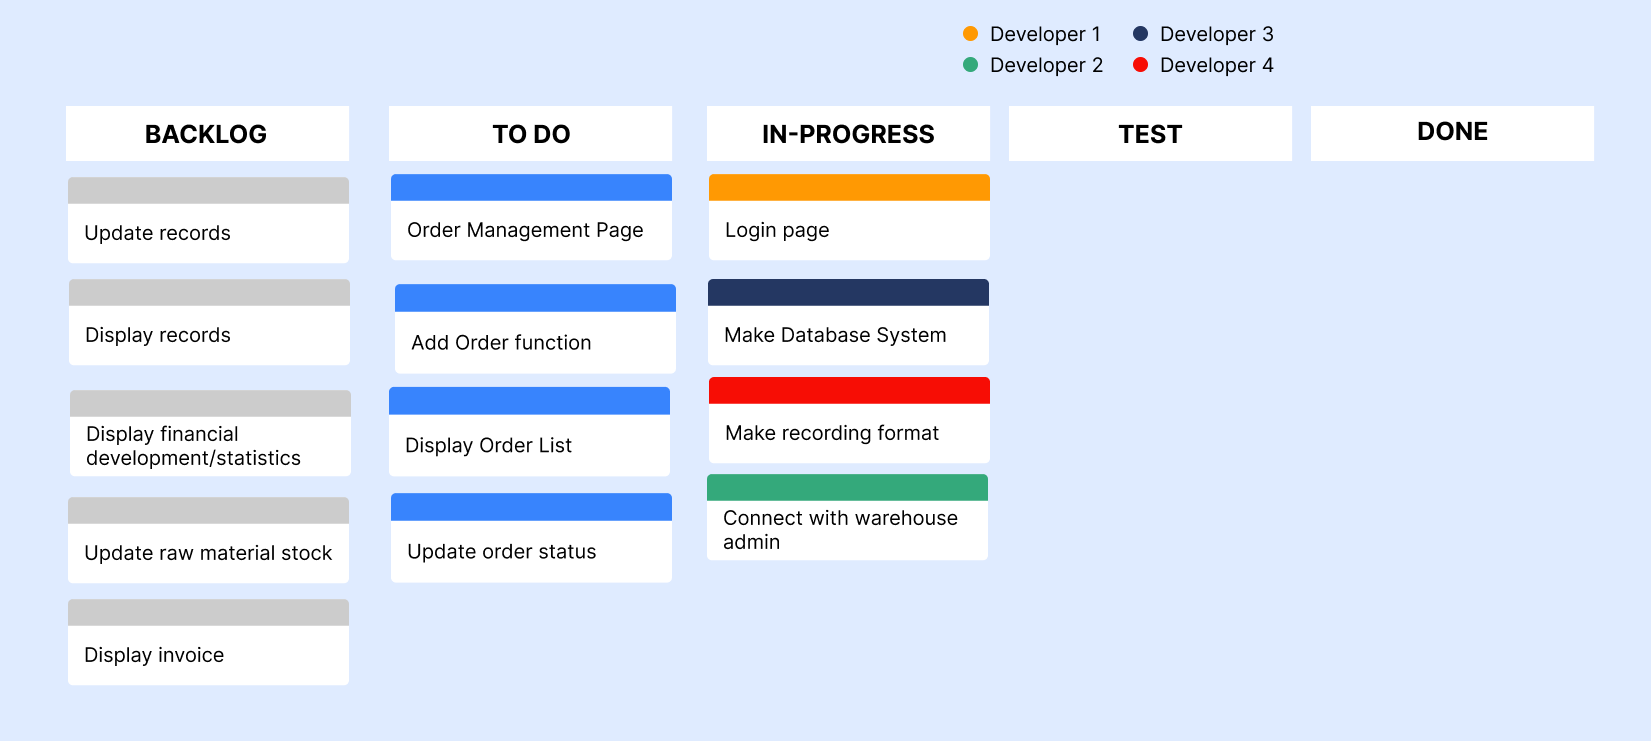 Developer 1
Developer 3
Developer 2
Developer 4
BACKLOG
TO DO
IN-PROGRESS
TEST
DONE
Update records
Display records
Display financial
development/statistics
Update raw material stock
Display invoice
Order Management Page
Add Order function
Display Order List
Update order status
Login page
Make Database System
Make recording format
Connect with warehouse
admin